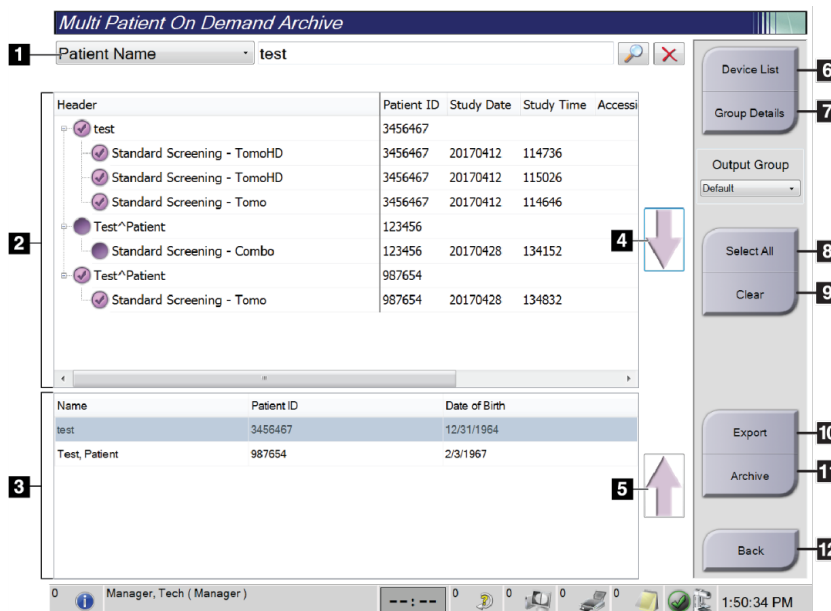 Multi Patient On Demand Archive
1 Patient Name test
Device List 6
Group Details 7
Output Group
Default
2
Header Patient ID Study Date Study Time Accessi
test 3456467
Standard Screening - TomoHD 3456467 20170412 114736
Standard Screening - TomoHD 3456467 20170412 115026
Standard Screening - Tomo 3456467 20170412 114646
Test^Patient 123456
Standard Screening - Combo 123456 20170428 134152
Test^Patient 987654
Standard Screening - Tomo 987654 20170428 134832
4
Select All 8
Clear 9
3
Name Patient ID Date of Birth
test 3456467 12/31/1964
Test, Patient 987654 2/3/1967
5
Export 10
Archive 11
Back 12
0 Manager, Tech ( Manager ) --:-- 0 0 0 0 1:50:34 PM